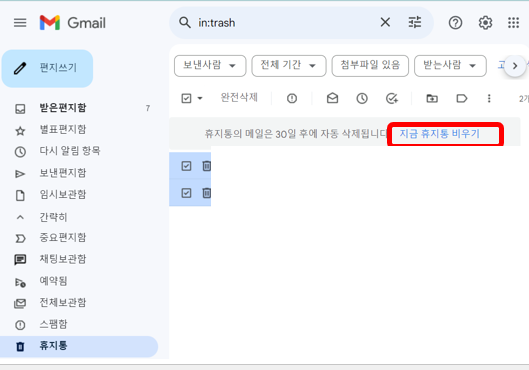 Gmail
in:trash
편지쓰기
보낸사람
전체 기간
첨부파일 있음
받는사람
완전삭제
받은편지함 7
휴지통의 메일은 30일 후에 자동 삭제됩니다
지금 휴지통 비우기
별표편지함
다시 알림 항목
보낸편지함
임시보관함
간략히
중요편지함
채팅보관함
예약됨
전체보관함
스팸함
휴지통